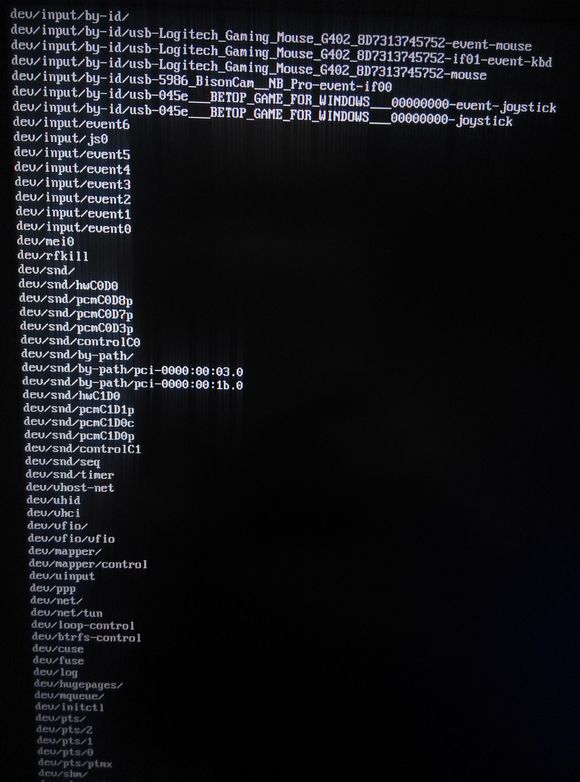 dev/input/by-id/
dev/input/by-id/usb-Logitech_Gaming_Mouse_G402_8D7313745752-event-mouse
dev/input/by-id/usb-Logitech_Gaming_Mouse_G402_8D7313745752-if01-event-kbd
dev/input/by-id/usb-Logitech_Gaming_Mouse_G402_8D7313745752-mouse
dev/input/by-id/usb-5986_BisonCam__NB_Pro-event-if00
dev/input/by-id/usb-045e___BETOP_GAME_FOR_WINDOWS___00000000-event-joystick
dev/input/by-id/usb-045e___BETOP_GAME_FOR_WINDOWS___00000000-joystick
dev/input/event6
dev/input/js0
dev/input/event5
dev/input/event4
dev/input/event3
dev/input/event2
dev/input/event1
dev/input/event0
dev/mei0
dev/rfkill
dev/snd/
dev/snd/hwC0D0
dev/snd/pcmC0D8p
dev/snd/pcmC0D7p
dev/snd/pcmC0D3p
dev/snd/controlC0
dev/snd/by-path/
dev/snd/by-path/pci-0000:00:03.0
dev/snd/by-path/pci-0000:00:1b.0
dev/snd/hwC1D0
dev/snd/pcmC1D1p
dev/snd/pcmC1D0c
dev/snd/pcmC1D0p
dev/snd/controlC1
dev/snd/seq
dev/snd/timer
dev/vhost-net
dev/uhid
dev/vhci
dev/vfio/
dev/vfio/vfio
dev/mapper/
dev/mapper/control
dev/uinput
dev/ppp
dev/net/
dev/net/tun
dev/loop-control
dev/btrfs-control
dev/cuse
dev/fuse
dev/log
dev/hugepages/
dev/mqueue/
dev/initctl
dev/pts/
dev/pts/2
dev/pts/1
dev/pts/0
dev/pts/ptmx
dev/shm/